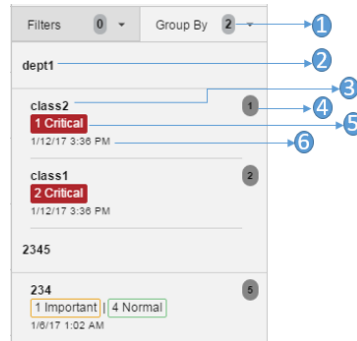 Filters 0 Group By 2 1
dept1 2
class2 1 3
1 Critical 4
1/12/17 3:36 PM 5
6
class1 2
2 Critical
1/12/17 3:36 PM
2345
234 5
1 Important | 4 Normal
1/6/17 1:02 AM